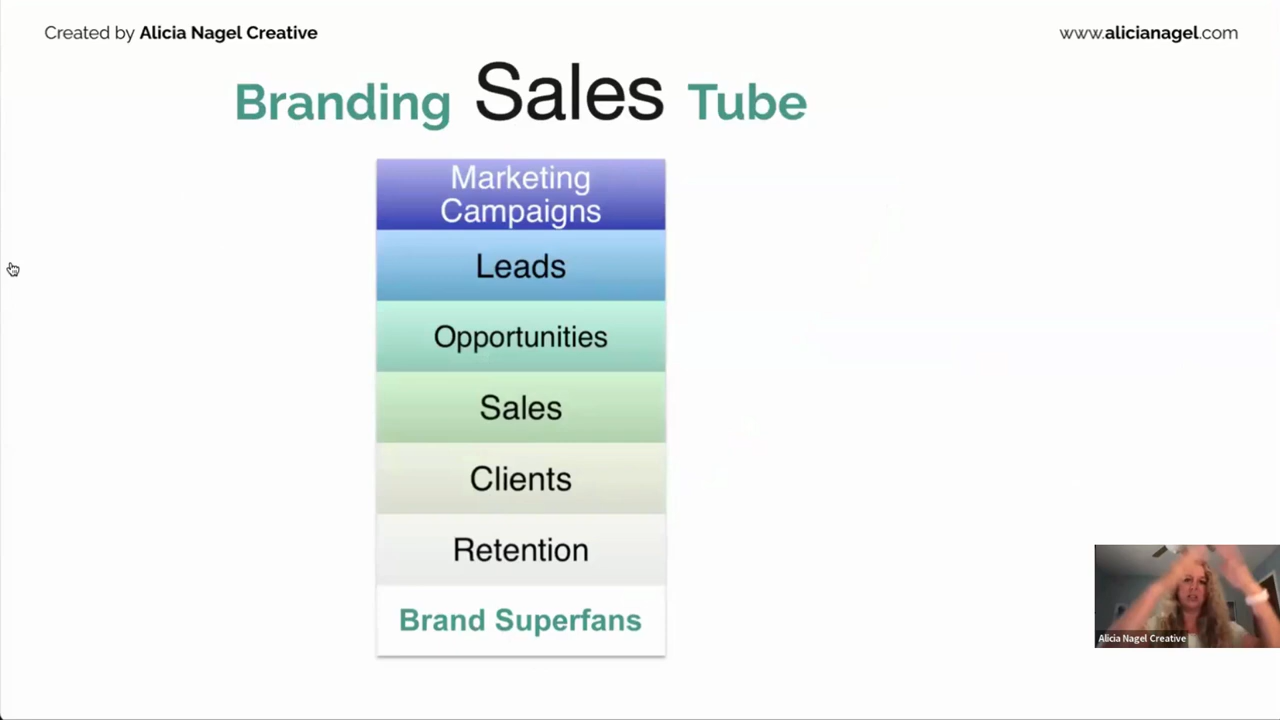 Created by Alicia Nagel Creative
www.alicianagel.com
Branding Sales Tube
Marketing
Campaigns
Leads
Opportunities
Sales
Clients
Retention
Brand Superfans
Alicia Nagel Creative